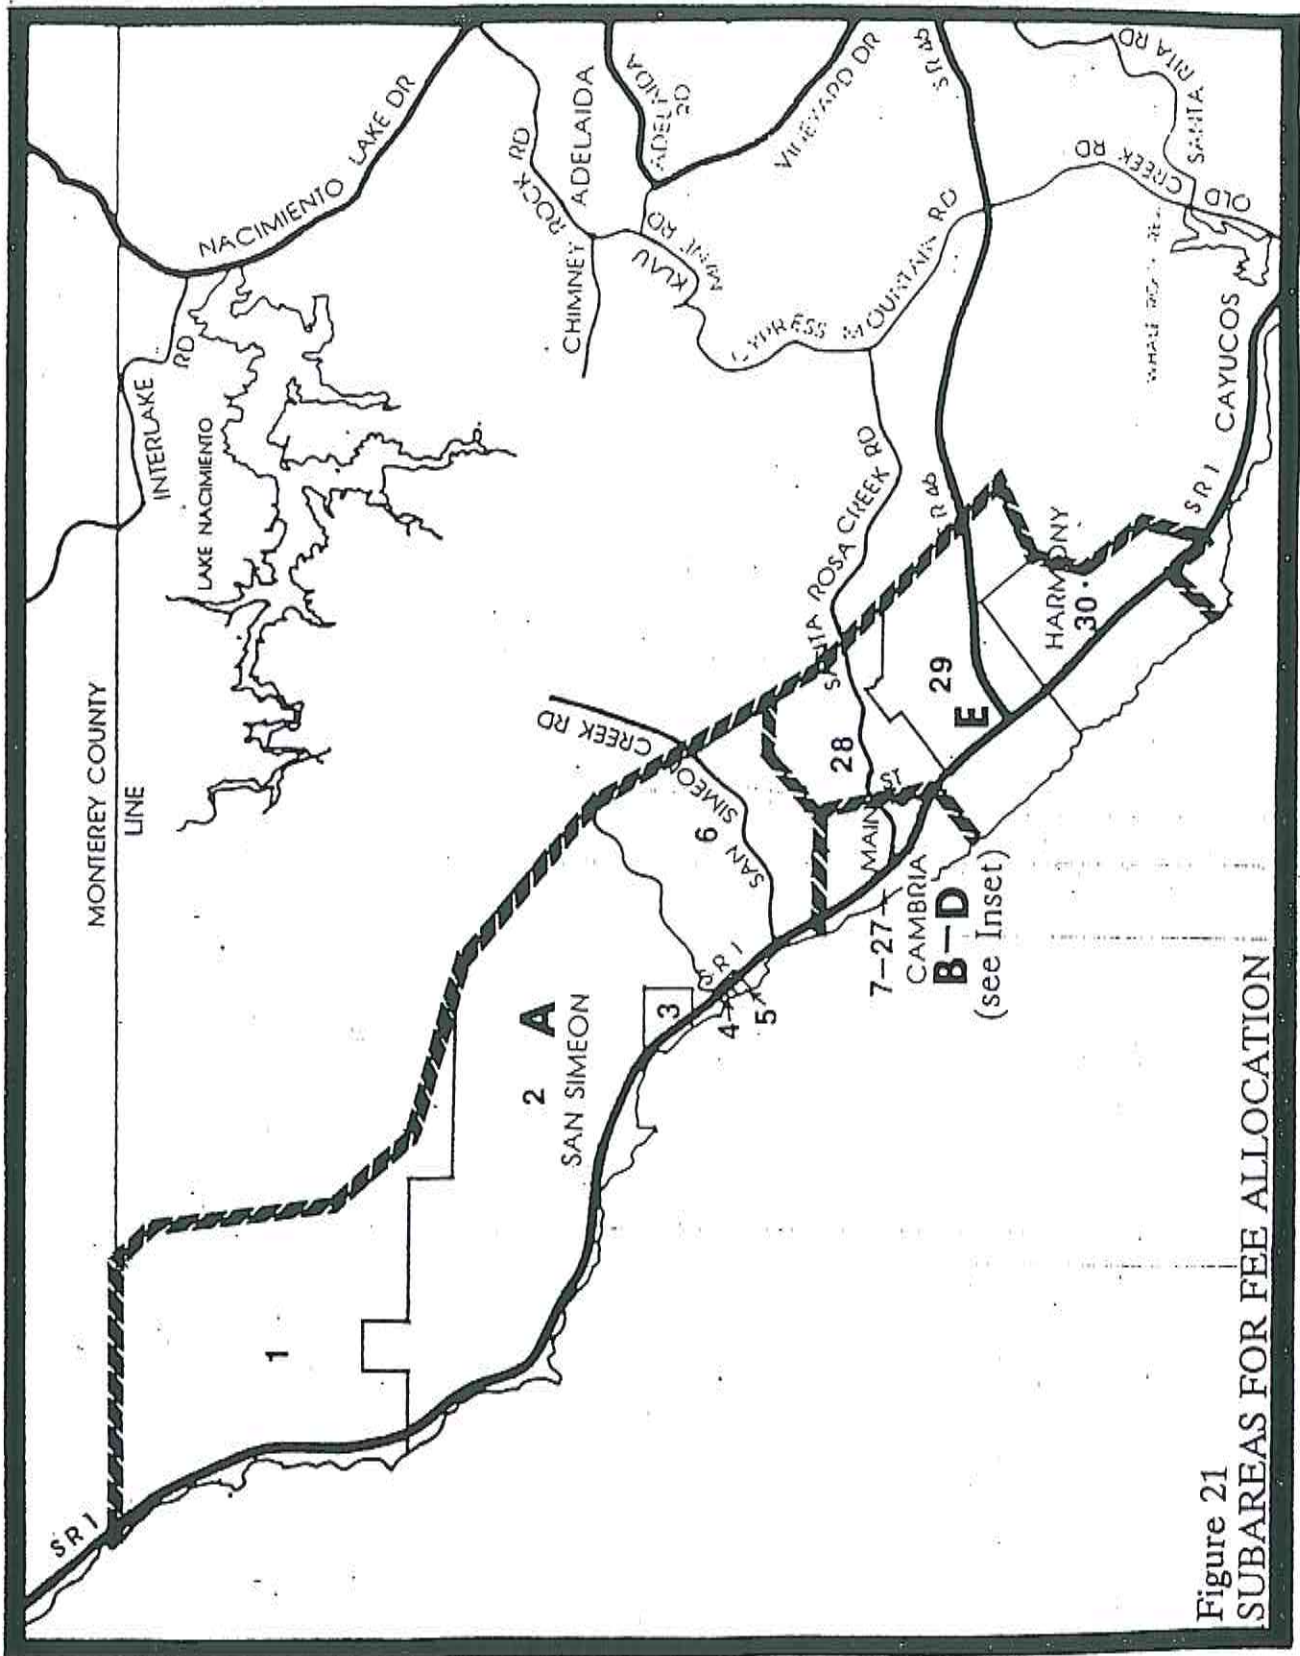 MONTEREY COUNTY
LINE
SR 1
INTERLAKE
RD
NACIMIENTO LAKE DR
LAKE NACIMIENTO
CHIMNEY ROCK RD
ADELAIDA
ADELAIDA
RD
KLAU
MINE RD
VINEYARD DR
CYPRESS MOUNTAIN RD
SR 46
SANTA RITA RD
OLD
CREEK RD
SANTA ROSA CREEK RD
R 46
SAN SIMEON
CREEK RD
1
2
A
SAN SIMEON
3
4
5
SR 1
6
7-27
CAMBRIA
B-D
(see Inset)
MAIN
ST
28
29
E
HARMONY
30
SR 1
CAYUCOS
Figure 21
SUBAREAS FOR FEE ALLOCATION